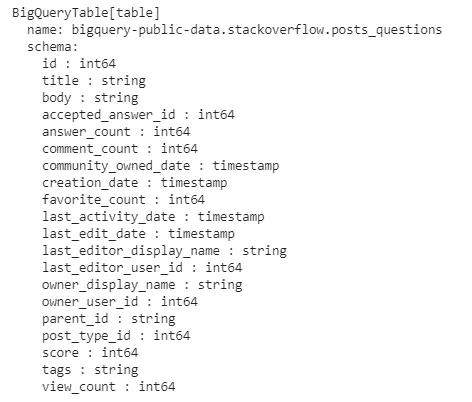 BigQueryTable[table]
name: bigquery-public-data.stackoverflow.posts_questions
schema:
id : int64
title : string
body : string
accepted_answer_id : int64
answer_count : int64
comment_count : int64
community_owned_date : timestamp
creation_date : timestamp
favorite_count : int64
last_activity_date : timestamp
last_edit_date : timestamp
last_editor_display_name : string
last_editor_user_id : int64
owner_display_name : string
owner_user_id : int64
parent_id : string
post_type_id : int64
score : int64
tags : string
view_count : int64